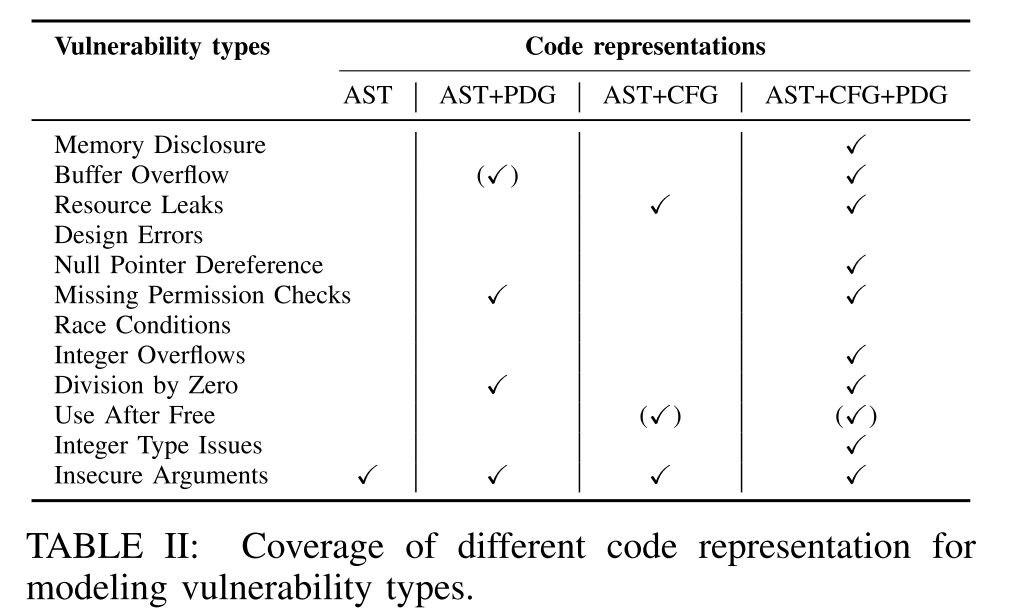 Vulnerability types Code representations
AST AST+PDG AST+CFG AST+CFG+PDG
Memory Disclosure ✓
Buffer Overflow (✓) ✓
Resource Leaks ✓ ✓
Design Errors
Null Pointer Dereference ✓
Missing Permission Checks ✓ ✓
Race Conditions
Integer Overflows ✓
Division by Zero ✓ ✓
Use After Free (✓) (✓)
Integer Type Issues ✓
Insecure Arguments ✓ ✓ ✓ ✓
TABLE II: Coverage of different code representation for
modeling vulnerability types.